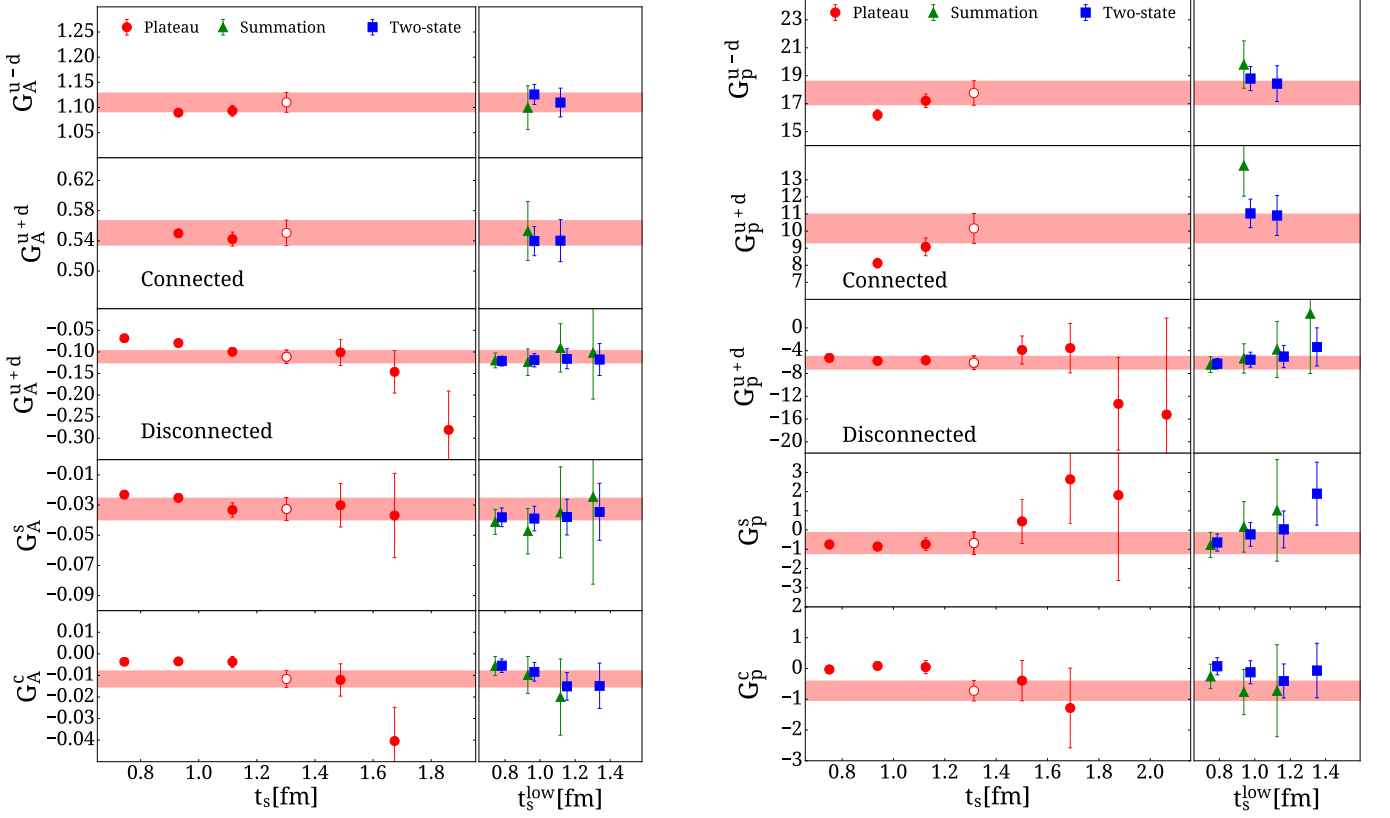 Plateau Summation Two-state
G_A^{u−d}
1.25
1.20
1.15
1.10
1.05
G_A^{u+d}
0.62
0.58
0.54
0.50
Connected
G_A^{u+d}
−0.05
−0.10
−0.15
−0.20
−0.25
−0.30
Disconnected
G_A^s
−0.01
−0.03
−0.05
−0.07
−0.09
G_A^c
0.01
0.00
−0.01
−0.02
−0.03
−0.04
0.8 1.0 1.2 1.4 1.6 1.8
t_s[fm]
0.8 1.0 1.2 1.4
t_s^{low}[fm]
Plateau Summation Two-state
G_p^{u−d}
23
21
19
17
15
G_p^{u+d}
13
11
10
9
8
7
Connected
G_p^{u+d}
0
−4
−8
−12
−16
−20
Disconnected
G_p^s
3
2
1
0
−1
−2
−3
G_p^c
2
1
0
−1
−2
−3
0.8 1.0 1.2 1.4 1.6 1.8 2.0
t_s[fm]
0.8 1.0 1.2 1.4
t_s^{low}[fm]